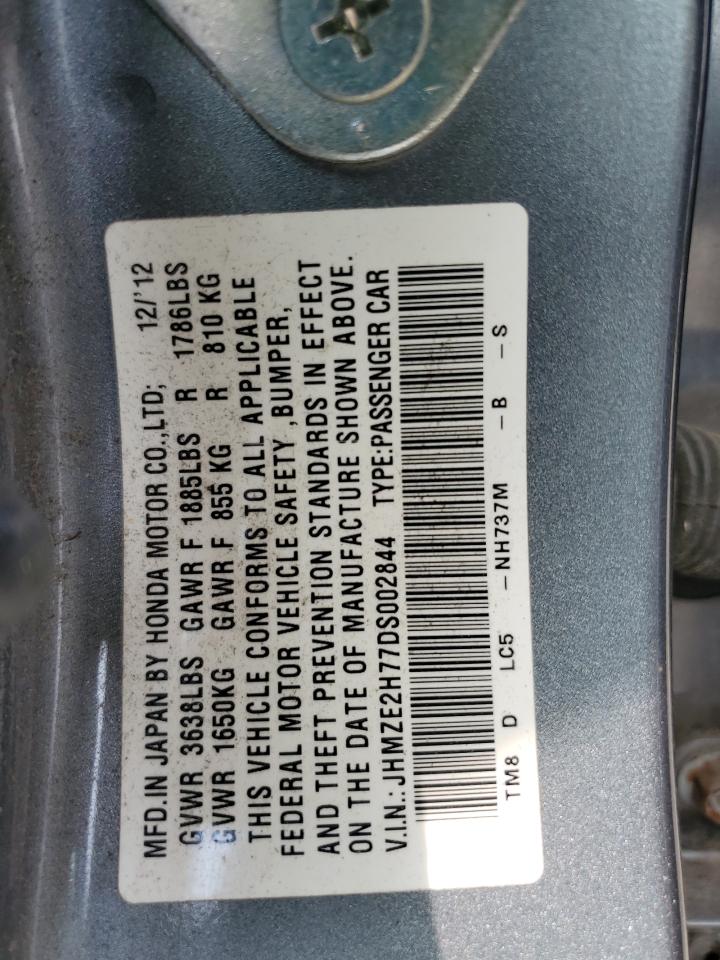 MFD.IN JAPAN BY HONDA MOTOR CO.,LTD; 12/'12
GVWR 3638LBS GAWR F 1885LBS R 1786LBS
GVWR 1650KG GAWR F 855 KG R 810 KG
THIS VEHICLE CONFORMS TO ALL APPLICABLE
FEDERAL MOTOR VEHICLE SAFETY ,BUMPER,
AND THEFT PREVENTION STANDARDS IN EFFECT
ON THE DATE OF MANUFACTURE SHOWN ABOVE.
V.I.N.: JHMZE2H77DS002844 TYPE:PASSENGER CAR
TM8 D LC5 -NH737M -B -S